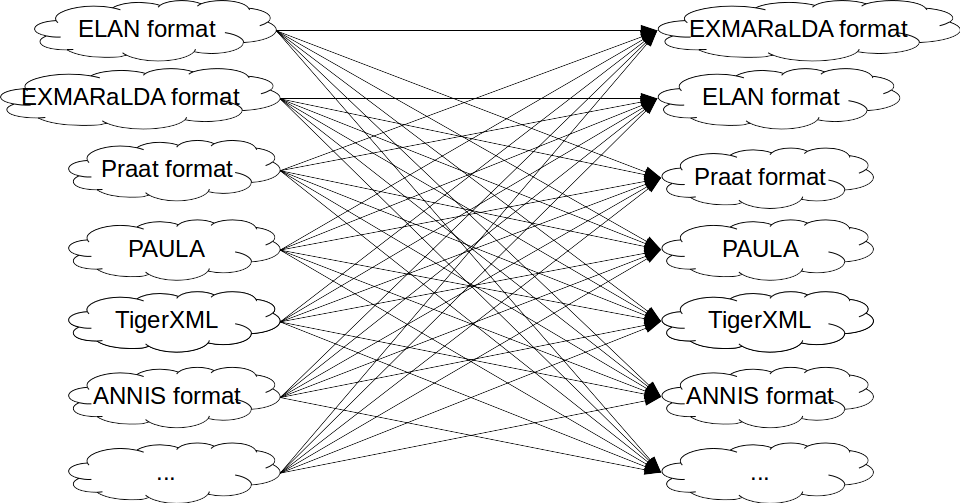 ELAN format
EXMARaLDA format
EXMARaLDA format
ELAN format
Praat format
Praat format
PAULA
PAULA
TigerXML
TigerXML
ANNIS format
ANNIS format
...
...